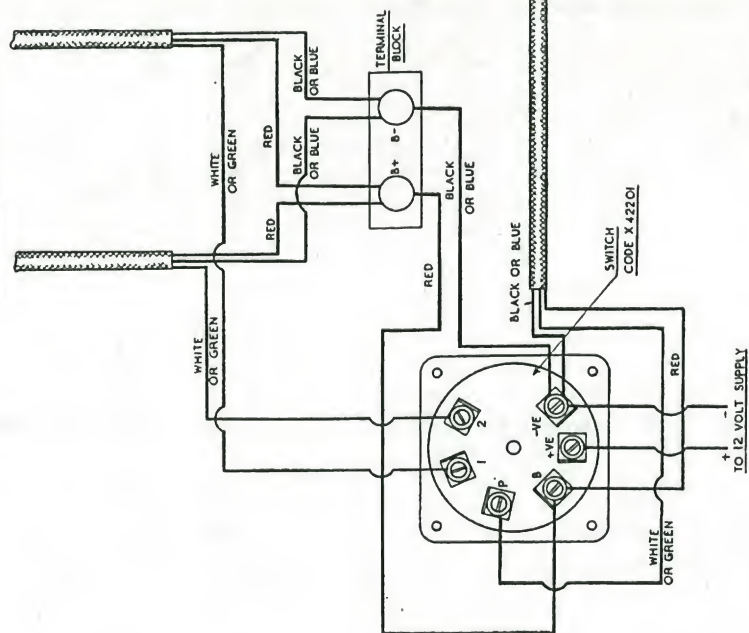 BLACK
OR BLUE
TERMINAL
BLOCK
WHITE
OR GREEN
RED
BLACK
OR BLUE
B-
B+
RED
BLACK
OR BLUE
WHITE
OR GREEN
RED
BLACK OR BLUE
SWITCH
CODE X 42201
2
1
P
B
+VE
-VE
RED
WHITE
OR GREEN
+ -
TO 12 VOLT SUPPLY